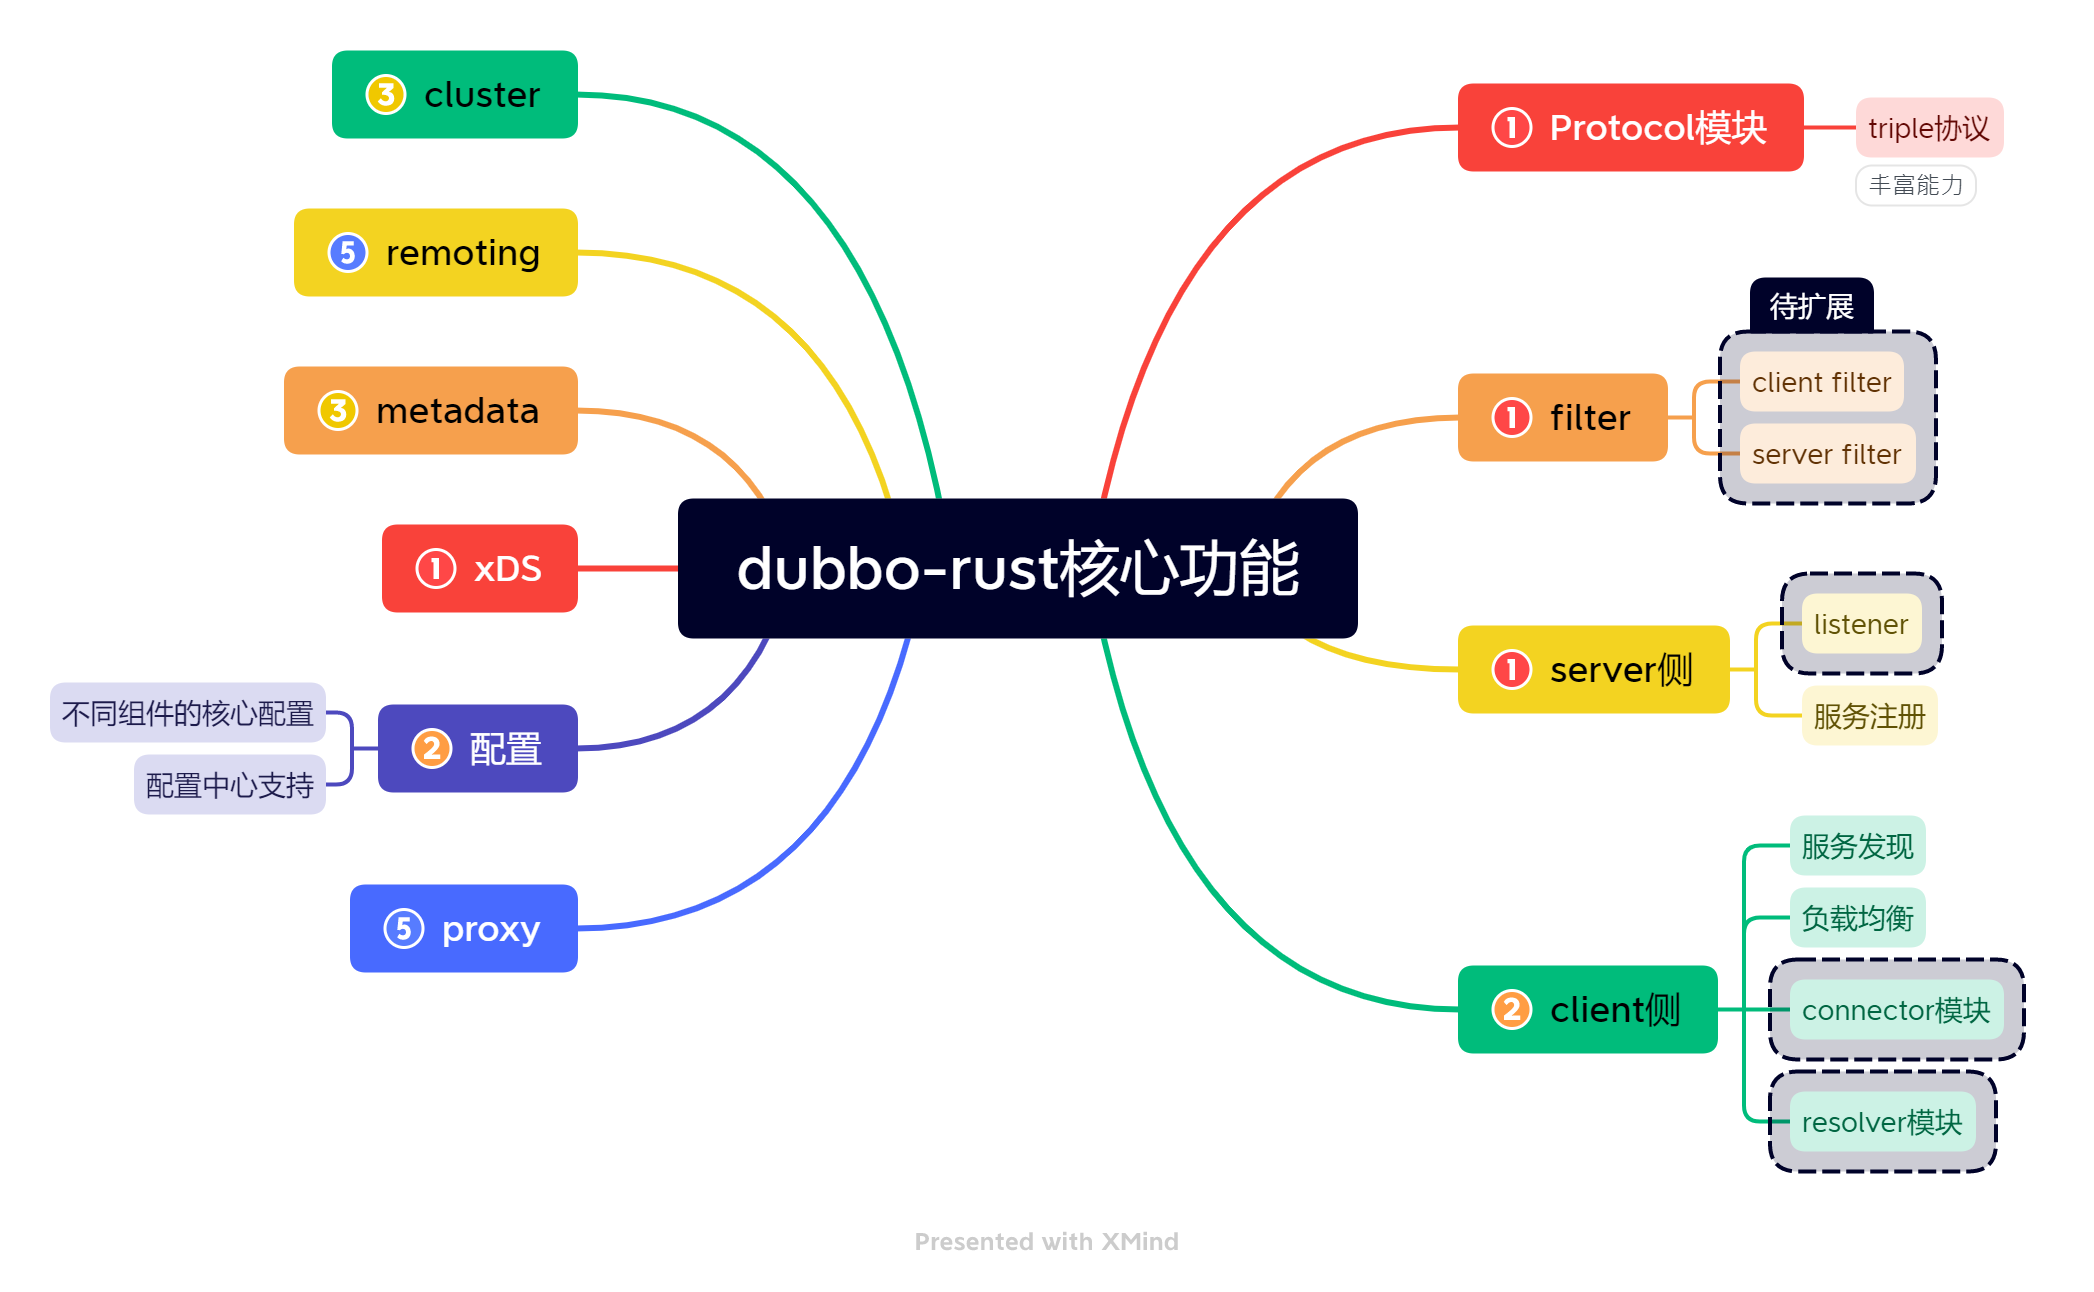 dubbo-rust核心功能
1 Protocol模块
triple协议
丰富能力
1 filter
待扩展
client filter
server filter
1 server侧
listener
服务注册
2 client侧
服务发现
负载均衡
connector模块
resolver模块
3 cluster
5 remoting
3 metadata
1 xDS
2 配置
不同组件的核心配置
配置中心支持
5 proxy
Presented with XMind